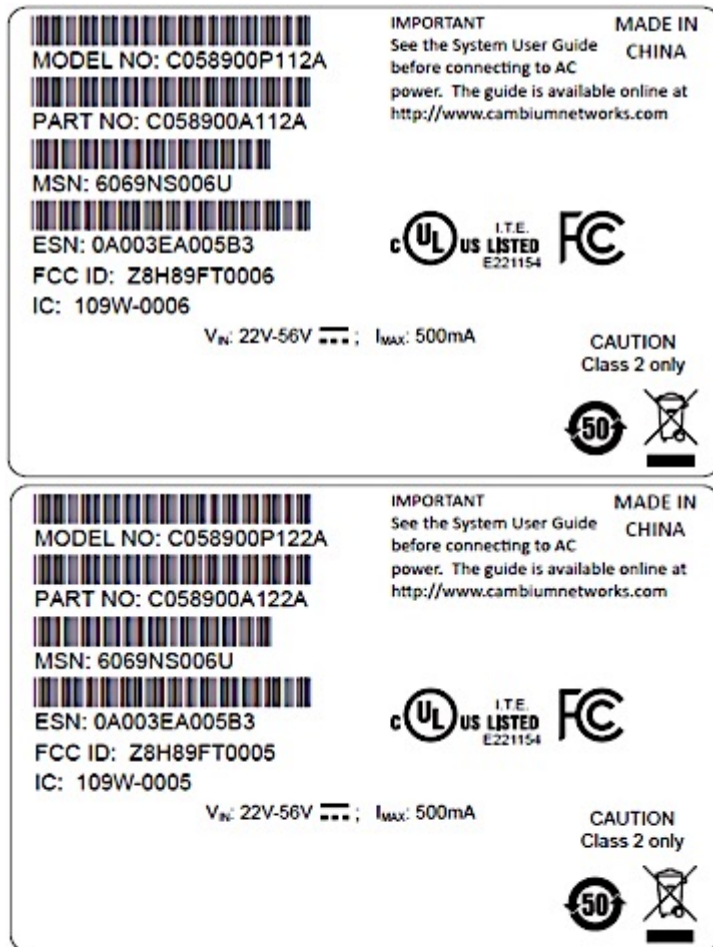 MODEL NO: C058900P112A
PART NO: C058900A112A
MSN: 6069NS006U
ESN: 0A003EA005B3
FCC ID: Z8H89FT0006
IC: 109W-0006
IMPORTANT
See the System User Guide
before connecting to AC
power. The guide is available online at
http://www.cambiumnetworks.com
MADE IN
CHINA
C UL US LISTED
I.T.E.
E221154
FC
VIN: 22V-56V ; IMAX: 500mA
CAUTION
Class 2 only
50
MODEL NO: C058900P122A
PART NO: C058900A122A
MSN: 6069NS006U
ESN: 0A003EA005B3
FCC ID: Z8H89FT0005
IC: 109W-0005
IMPORTANT
See the System User Guide
before connecting to AC
power. The guide is available online at
http://www.cambiumnetworks.com
MADE IN
CHINA
C UL US LISTED
I.T.E.
E221154
FC
VIN: 22V-56V ; IMAX: 500mA
CAUTION
Class 2 only
50